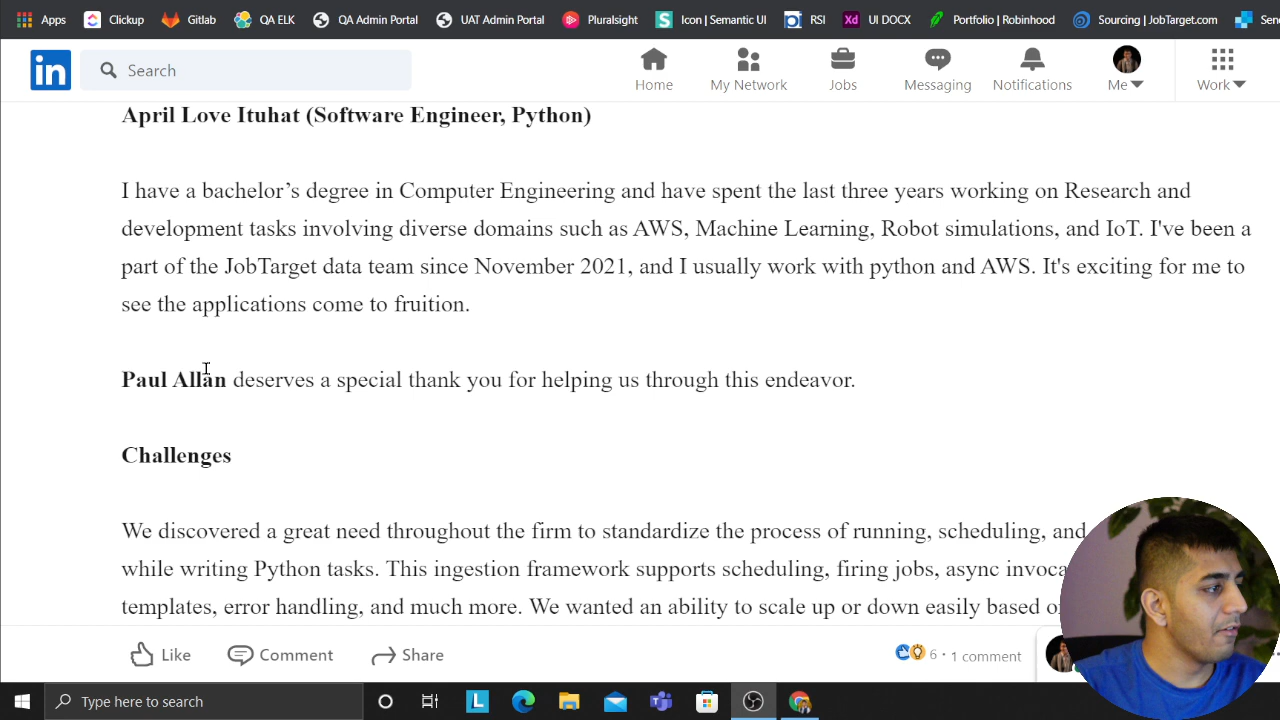 Apps Clickup Gitlab QA ELK QA Admin Portal UAT Admin Portal Pluralsight S Icon | Semantic UI RSI Xd UI DOCX Portfolio | Robinhood Sourcing | JobTarget.com
in Search Home My Network Jobs Messaging Notifications Me Work
April Love Ituhat (Software Engineer, Python)
I have a bachelor’s degree in Computer Engineering and have spent the last three years working on Research and
development tasks involving diverse domains such as AWS, Machine Learning, Robot simulations, and IoT. I've been a
part of the JobTarget data team since November 2021, and I usually work with python and AWS. It's exciting for me to
see the applications come to fruition.
Paul Allan deserves a special thank you for helping us through this endeavor.
Challenges
We discovered a great need throughout the firm to standardize the process of running, scheduling, and
while writing Python tasks. This ingestion framework supports scheduling, firing jobs, async
templates, error handling, and much more. We wanted an ability to scale up or down easily based
Like Comment Share 6 · 1 comment
Type here to search L